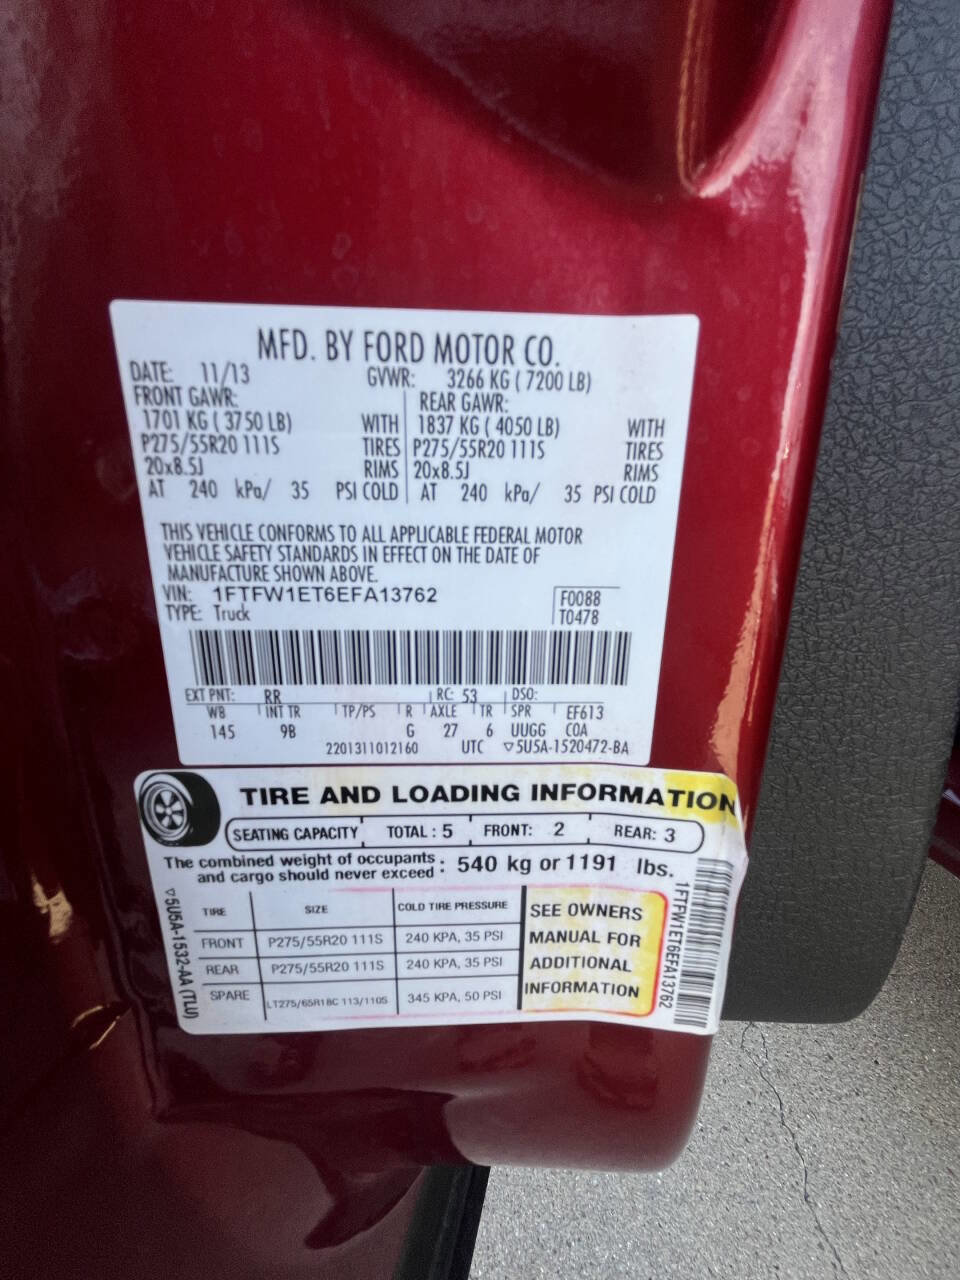 MFD. BY FORD MOTOR CO.
DATE: 11/13 GVWR: 3266 KG ( 7200 LB)
FRONT GAWR: REAR GAWR:
1701 KG ( 3750 LB) WITH 1837 KG ( 4050 LB) WITH
P275/55R20 111S TIRES P275/55R20 111S TIRES
20x8.5J RIMS 20x8.5J RIMS
AT 240 kPa/ 35 PSI COLD AT 240 kPa/ 35 PSI COLD
THIS VEHICLE CONFORMS TO ALL APPLICABLE FEDERAL MOTOR
VEHICLE SAFETY STANDARDS IN EFFECT ON THE DATE OF
MANUFACTURE SHOWN ABOVE.
VIN: 1FTFW1ET6EFA13762 F0088
TYPE: Truck T0478
EXT PNT: RR RC: 53 DSO:
WB INT TR TP/PS R AXLE TR SPR EF613
145 9B G 27 6 UUGG COA
2201311012160 UTC ▽5U5A-1520472-BA
TIRE AND LOADING INFORMATION
SEATING CAPACITY TOTAL : 5 FRONT: 2 REAR: 3
The combined weight of occupants
and cargo should never exceed : 540 kg or 1191 lbs.
TIRE SIZE COLD TIRE PRESSURE
FRONT P275/55R20 111S 240 KPA, 35 PSI
REAR P275/55R20 111S 240 KPA, 35 PSI
SPARE LT275/65R18C 113/110S 345 KPA, 50 PSI
SEE OWNERS
MANUAL FOR
ADDITIONAL
INFORMATION
▽5U5A-1532-AA (TLU)
1FTFW1ET6EFA13762